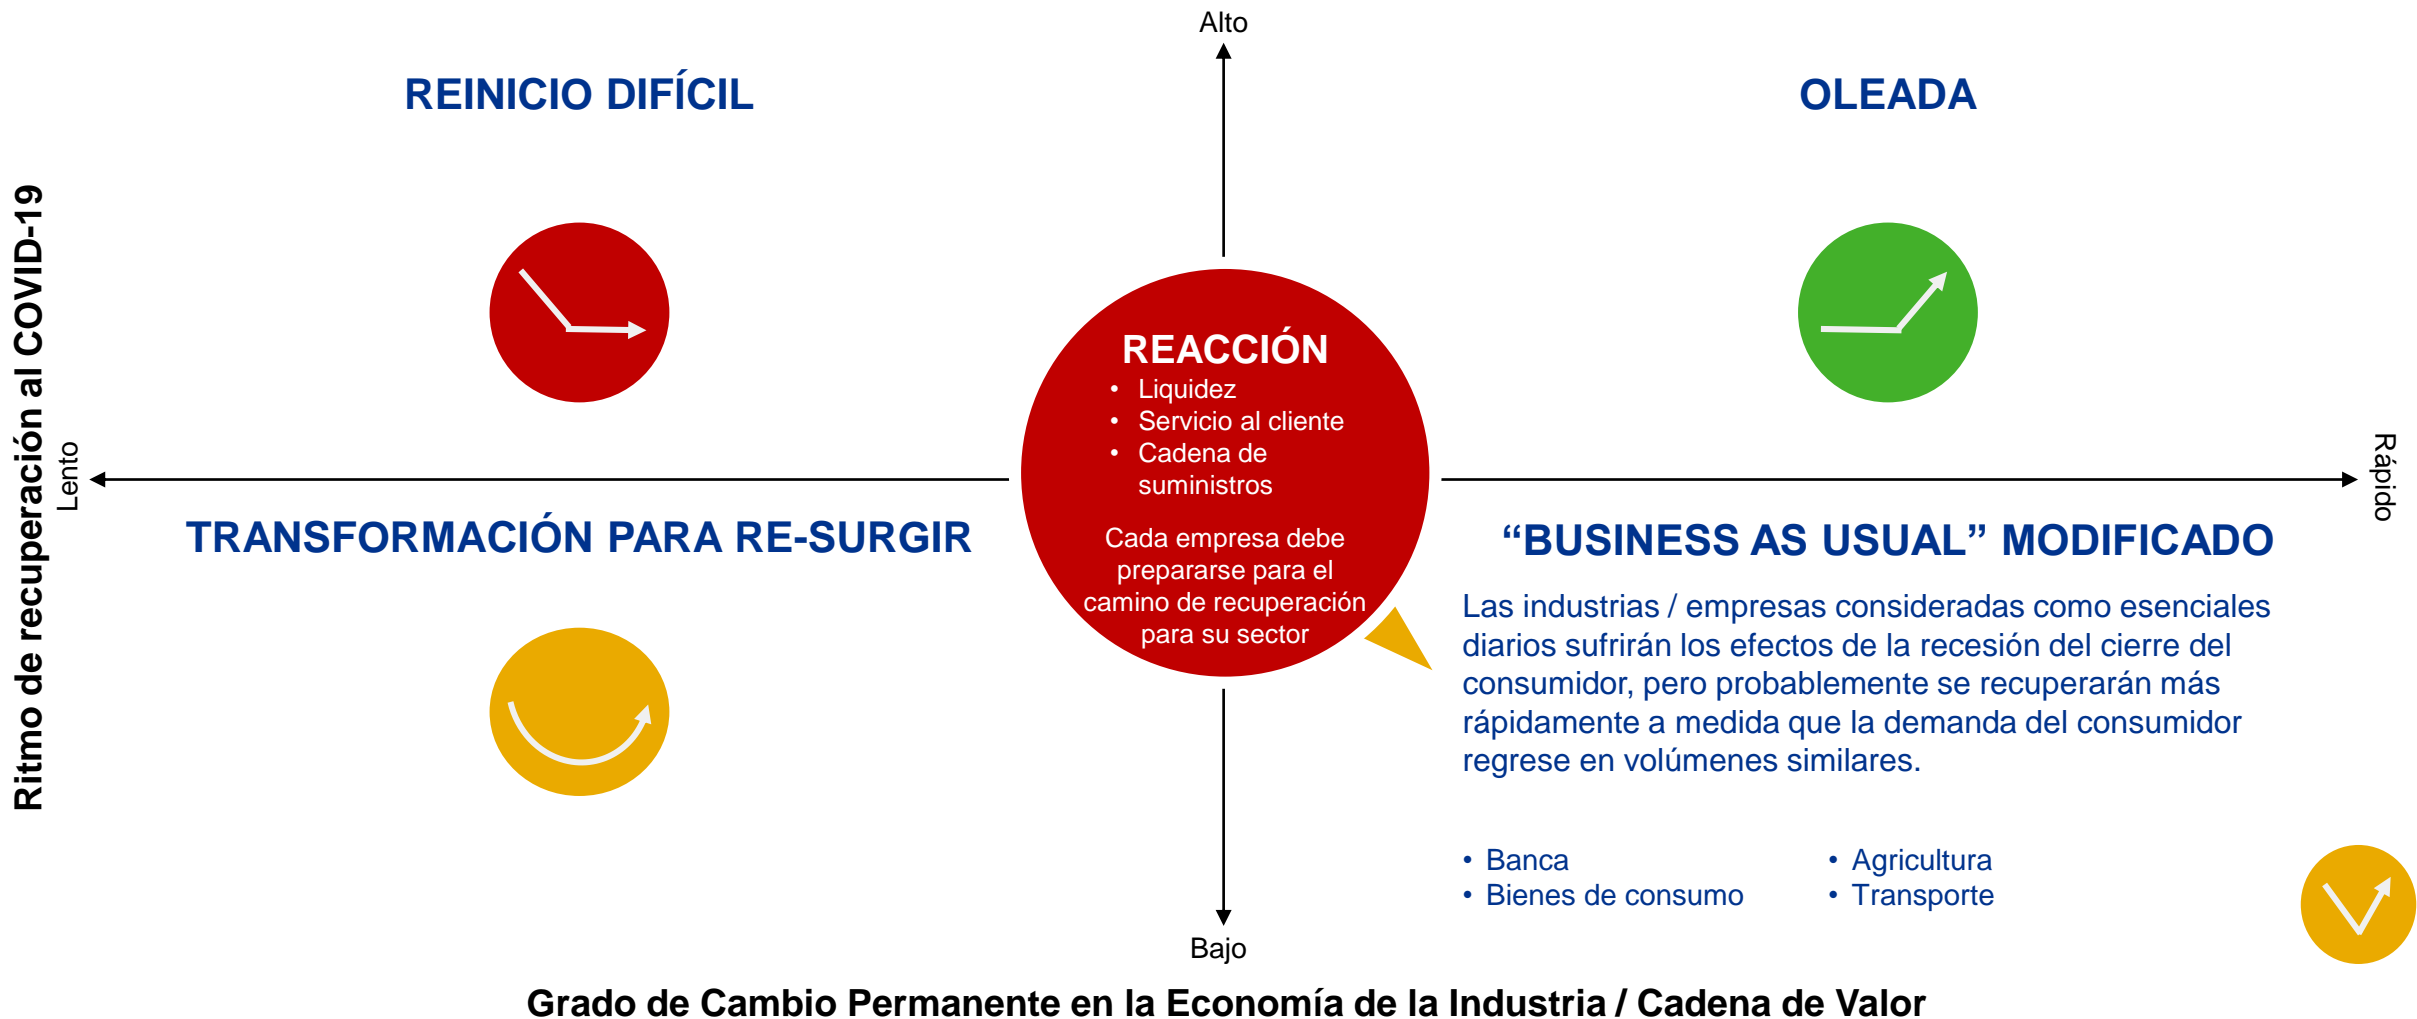 Alto
REINICIO DIFÍCIL
OLEADA
Ritmo de recuperación al COVID-19
Lento
Rápido
REACCIÓN
• Liquidez
• Servicio al cliente
• Cadena de
suministros
Cada empresa debe
prepararse para el
camino de recuperación
para su sector
TRANSFORMACIÓN PARA RE-SURGIR
“BUSINESS AS USUAL” MODIFICADO
Las industrias / empresas consideradas como esenciales
diarios sufrirán los efectos de la recesión del cierre del
consumidor, pero probablemente se recuperarán más
rápidamente a medida que la demanda del consumidor
regrese en volúmenes similares.
• Banca
• Bienes de consumo
• Agricultura
• Transporte
Bajo
Grado de Cambio Permanente en la Economía de la Industria / Cadena de Valor